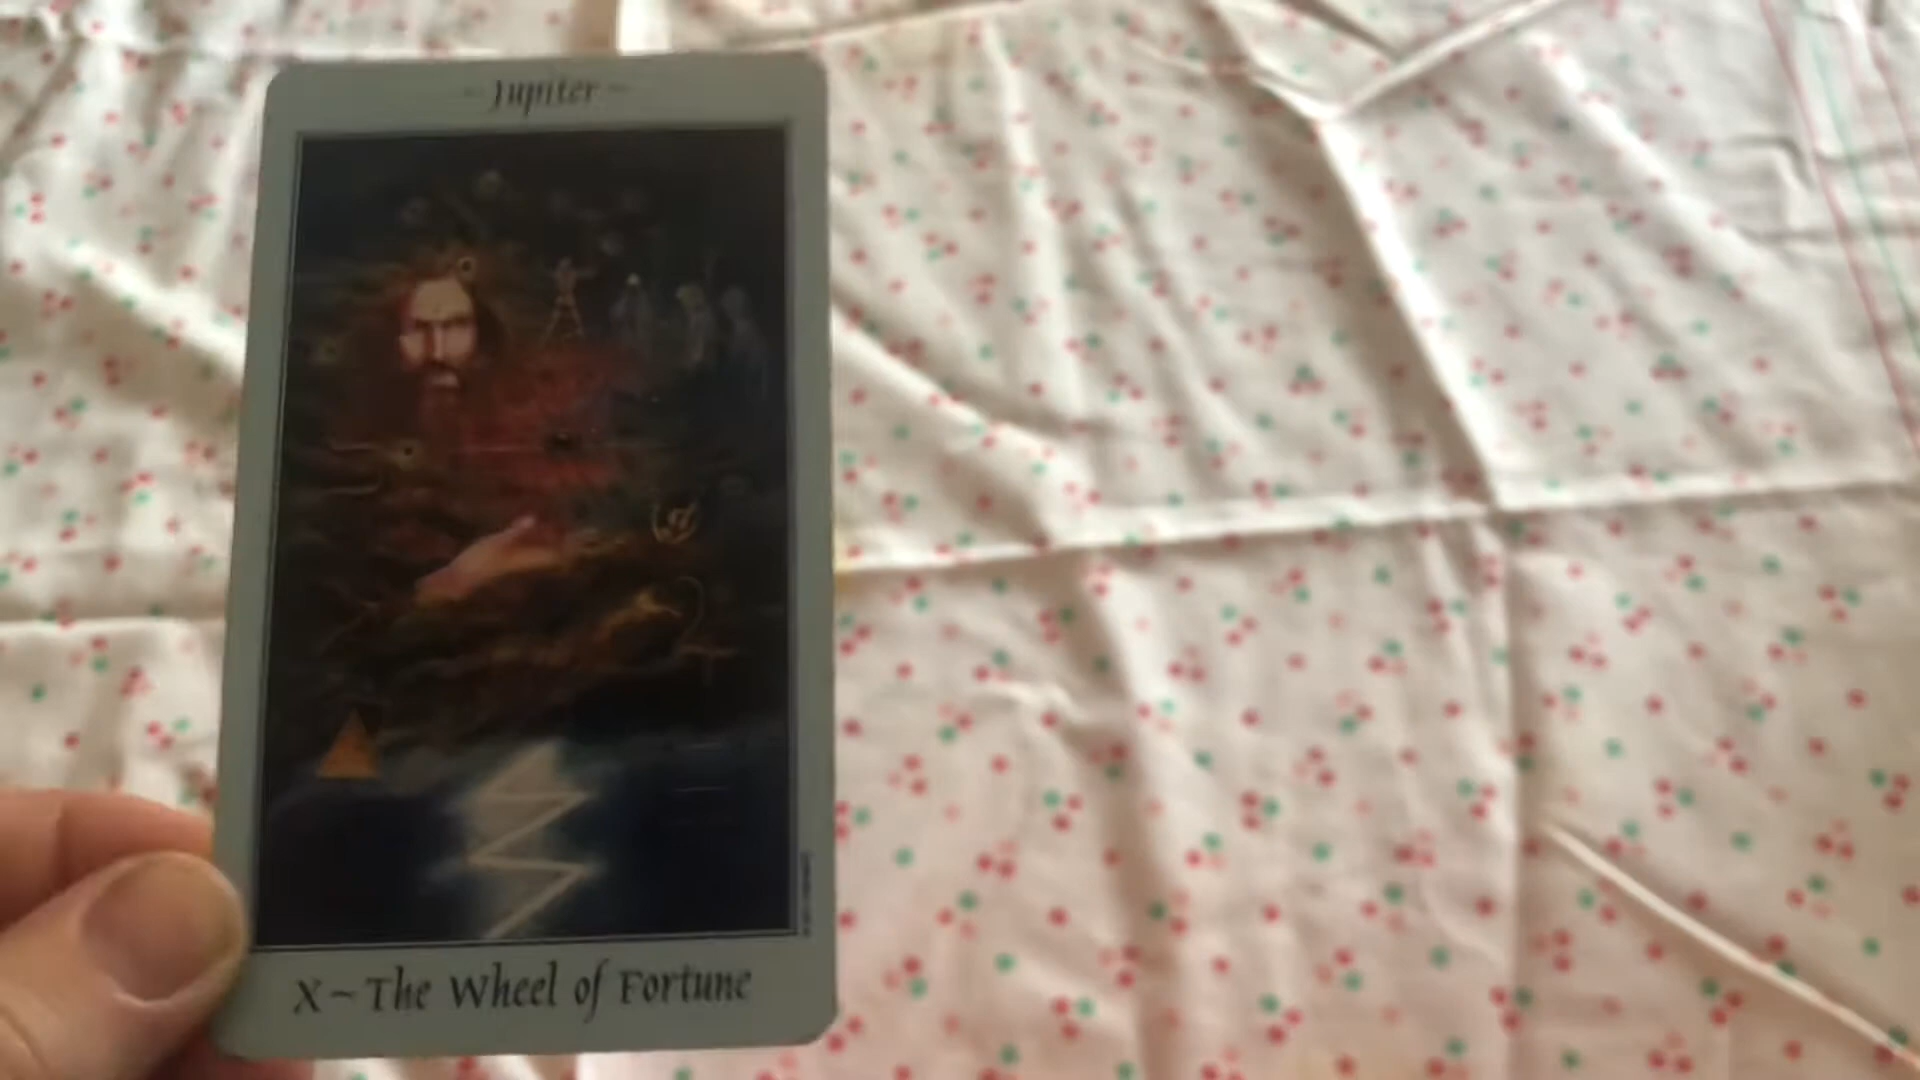 ~ Jupiter ~
X ~ The Wheel of Fortune